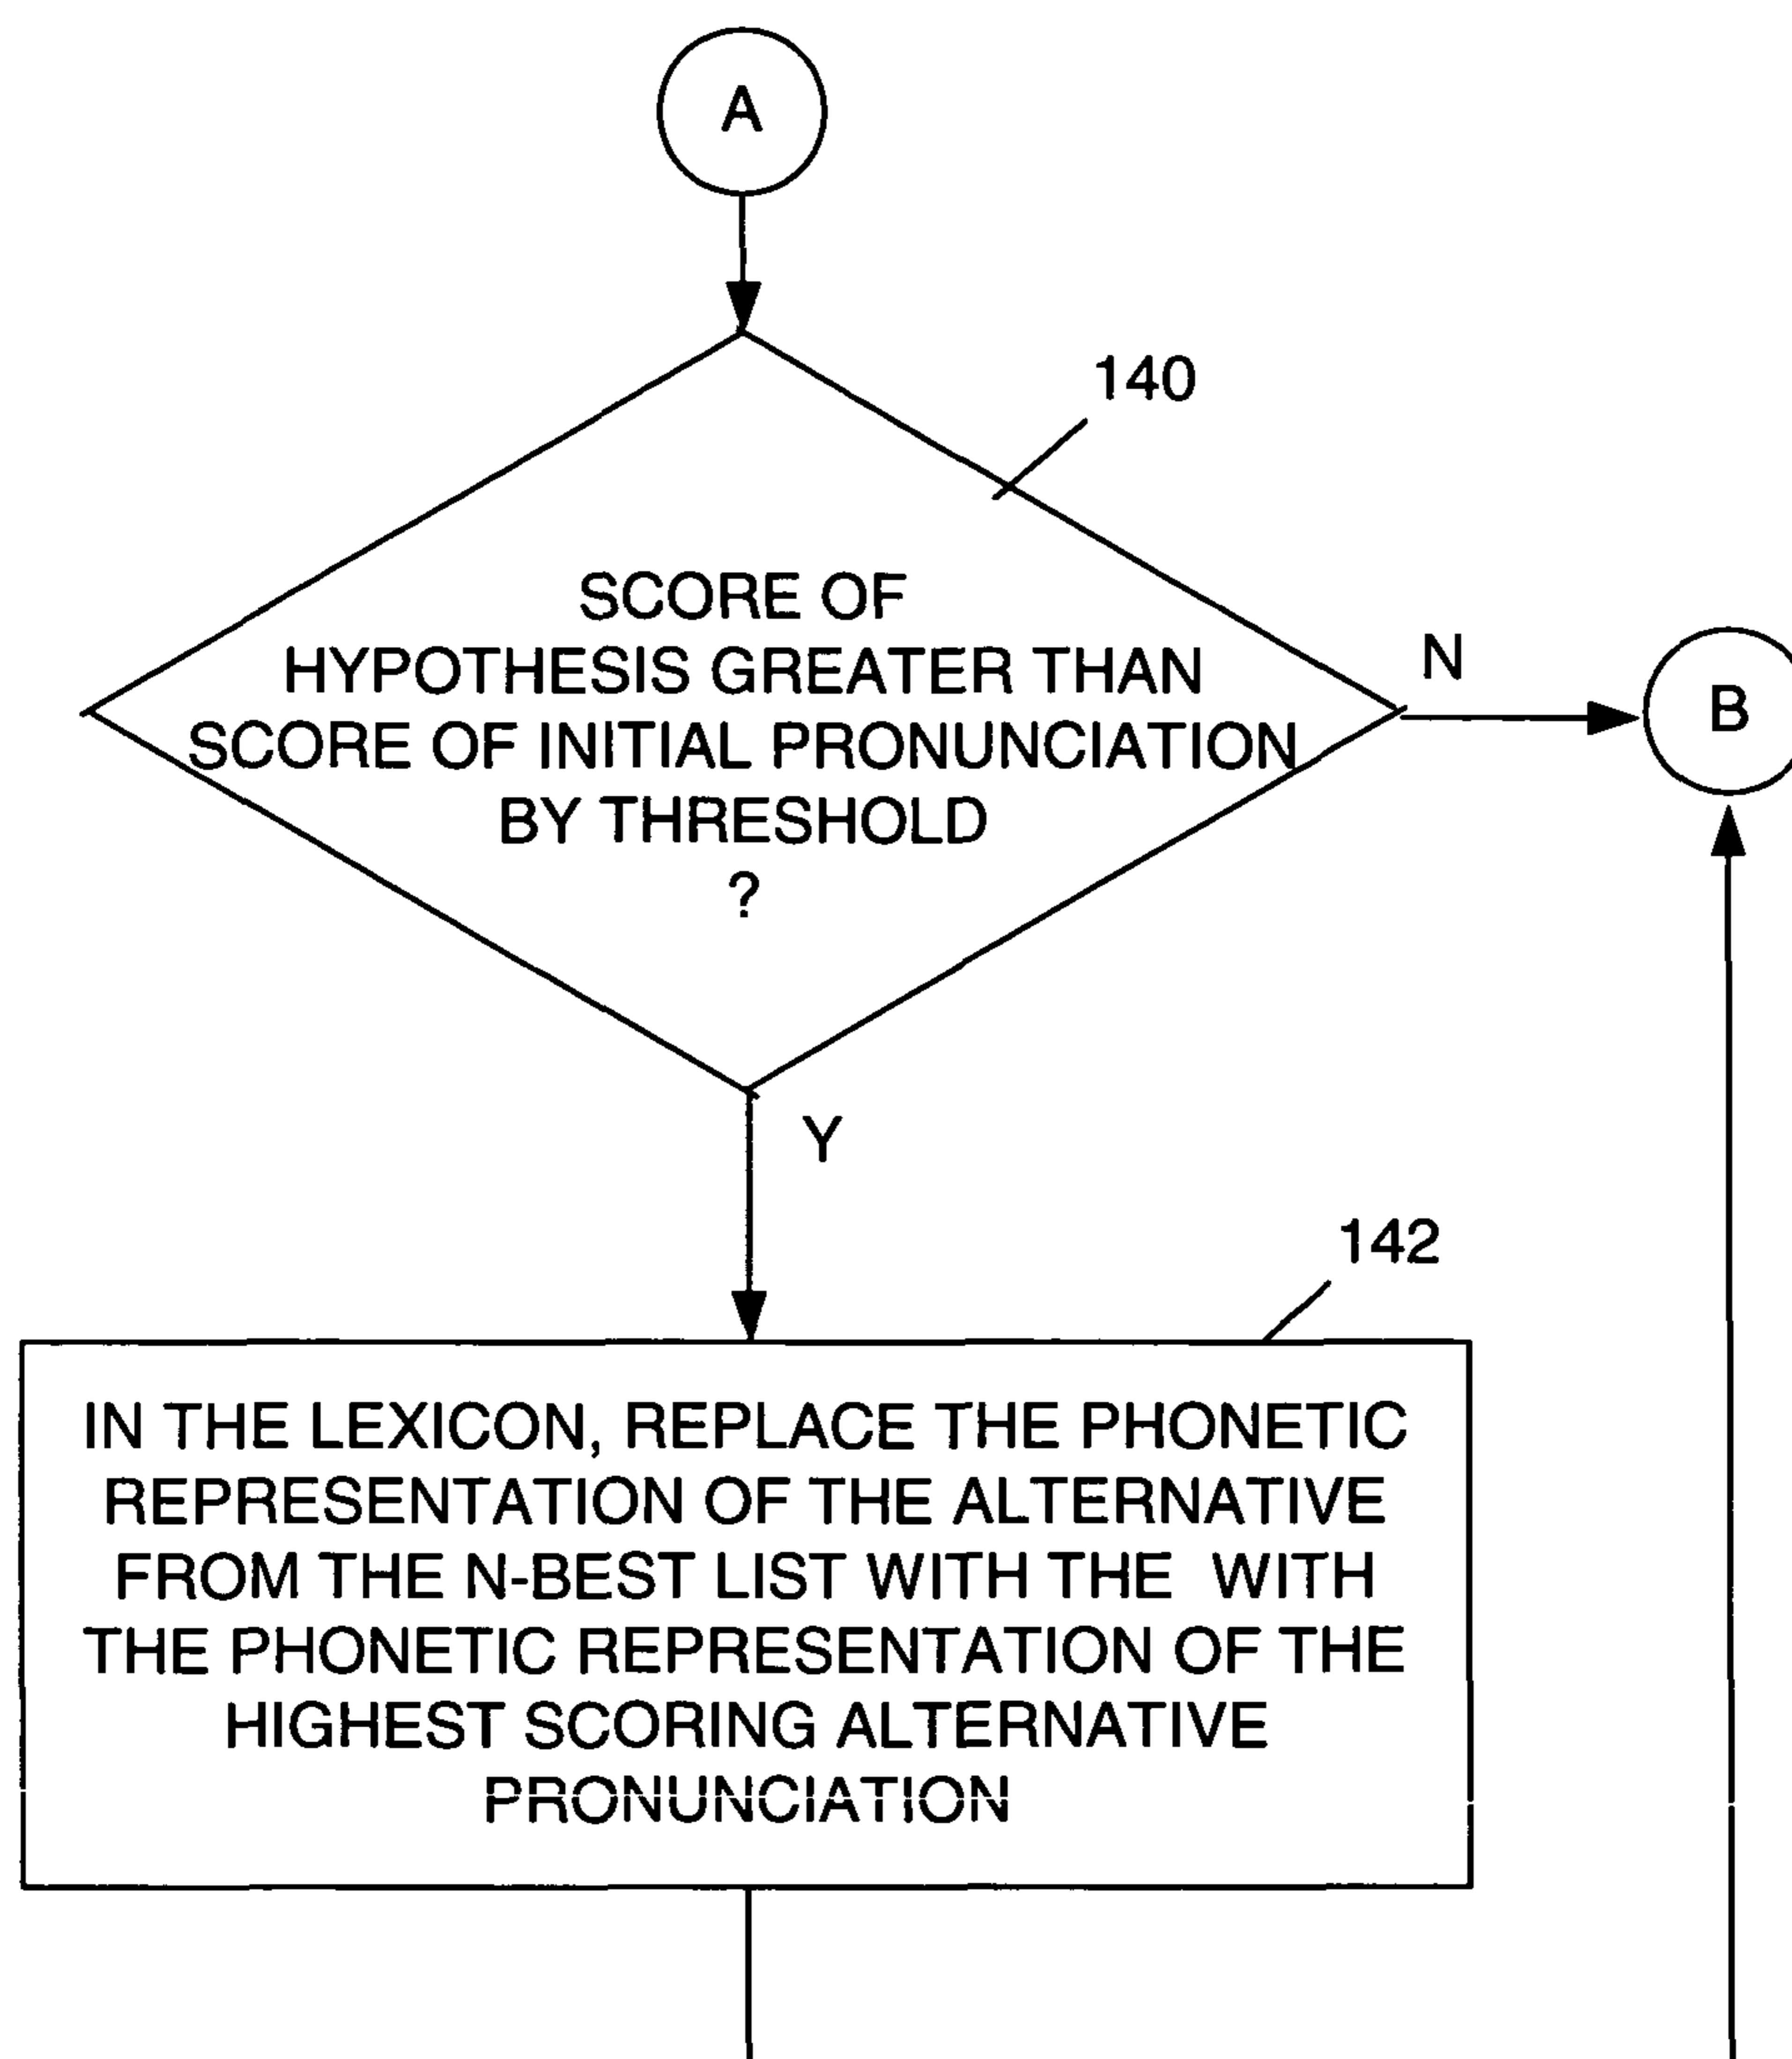 A
140
SCORE OF
HYPOTHESIS GREATER THAN
SCORE OF INITIAL PRONUNCIATION
BY THRESHOLD
?
N
B
Y
142
IN THE LEXICON, REPLACE THE PHONETIC
REPRESENTATION OF THE ALTERNATIVE
FROM THE N-BEST LIST WITH THE WITH
THE PHONETIC REPRESENTATION OF THE
HIGHEST SCORING ALTERNATIVE
PRONUNCIATION